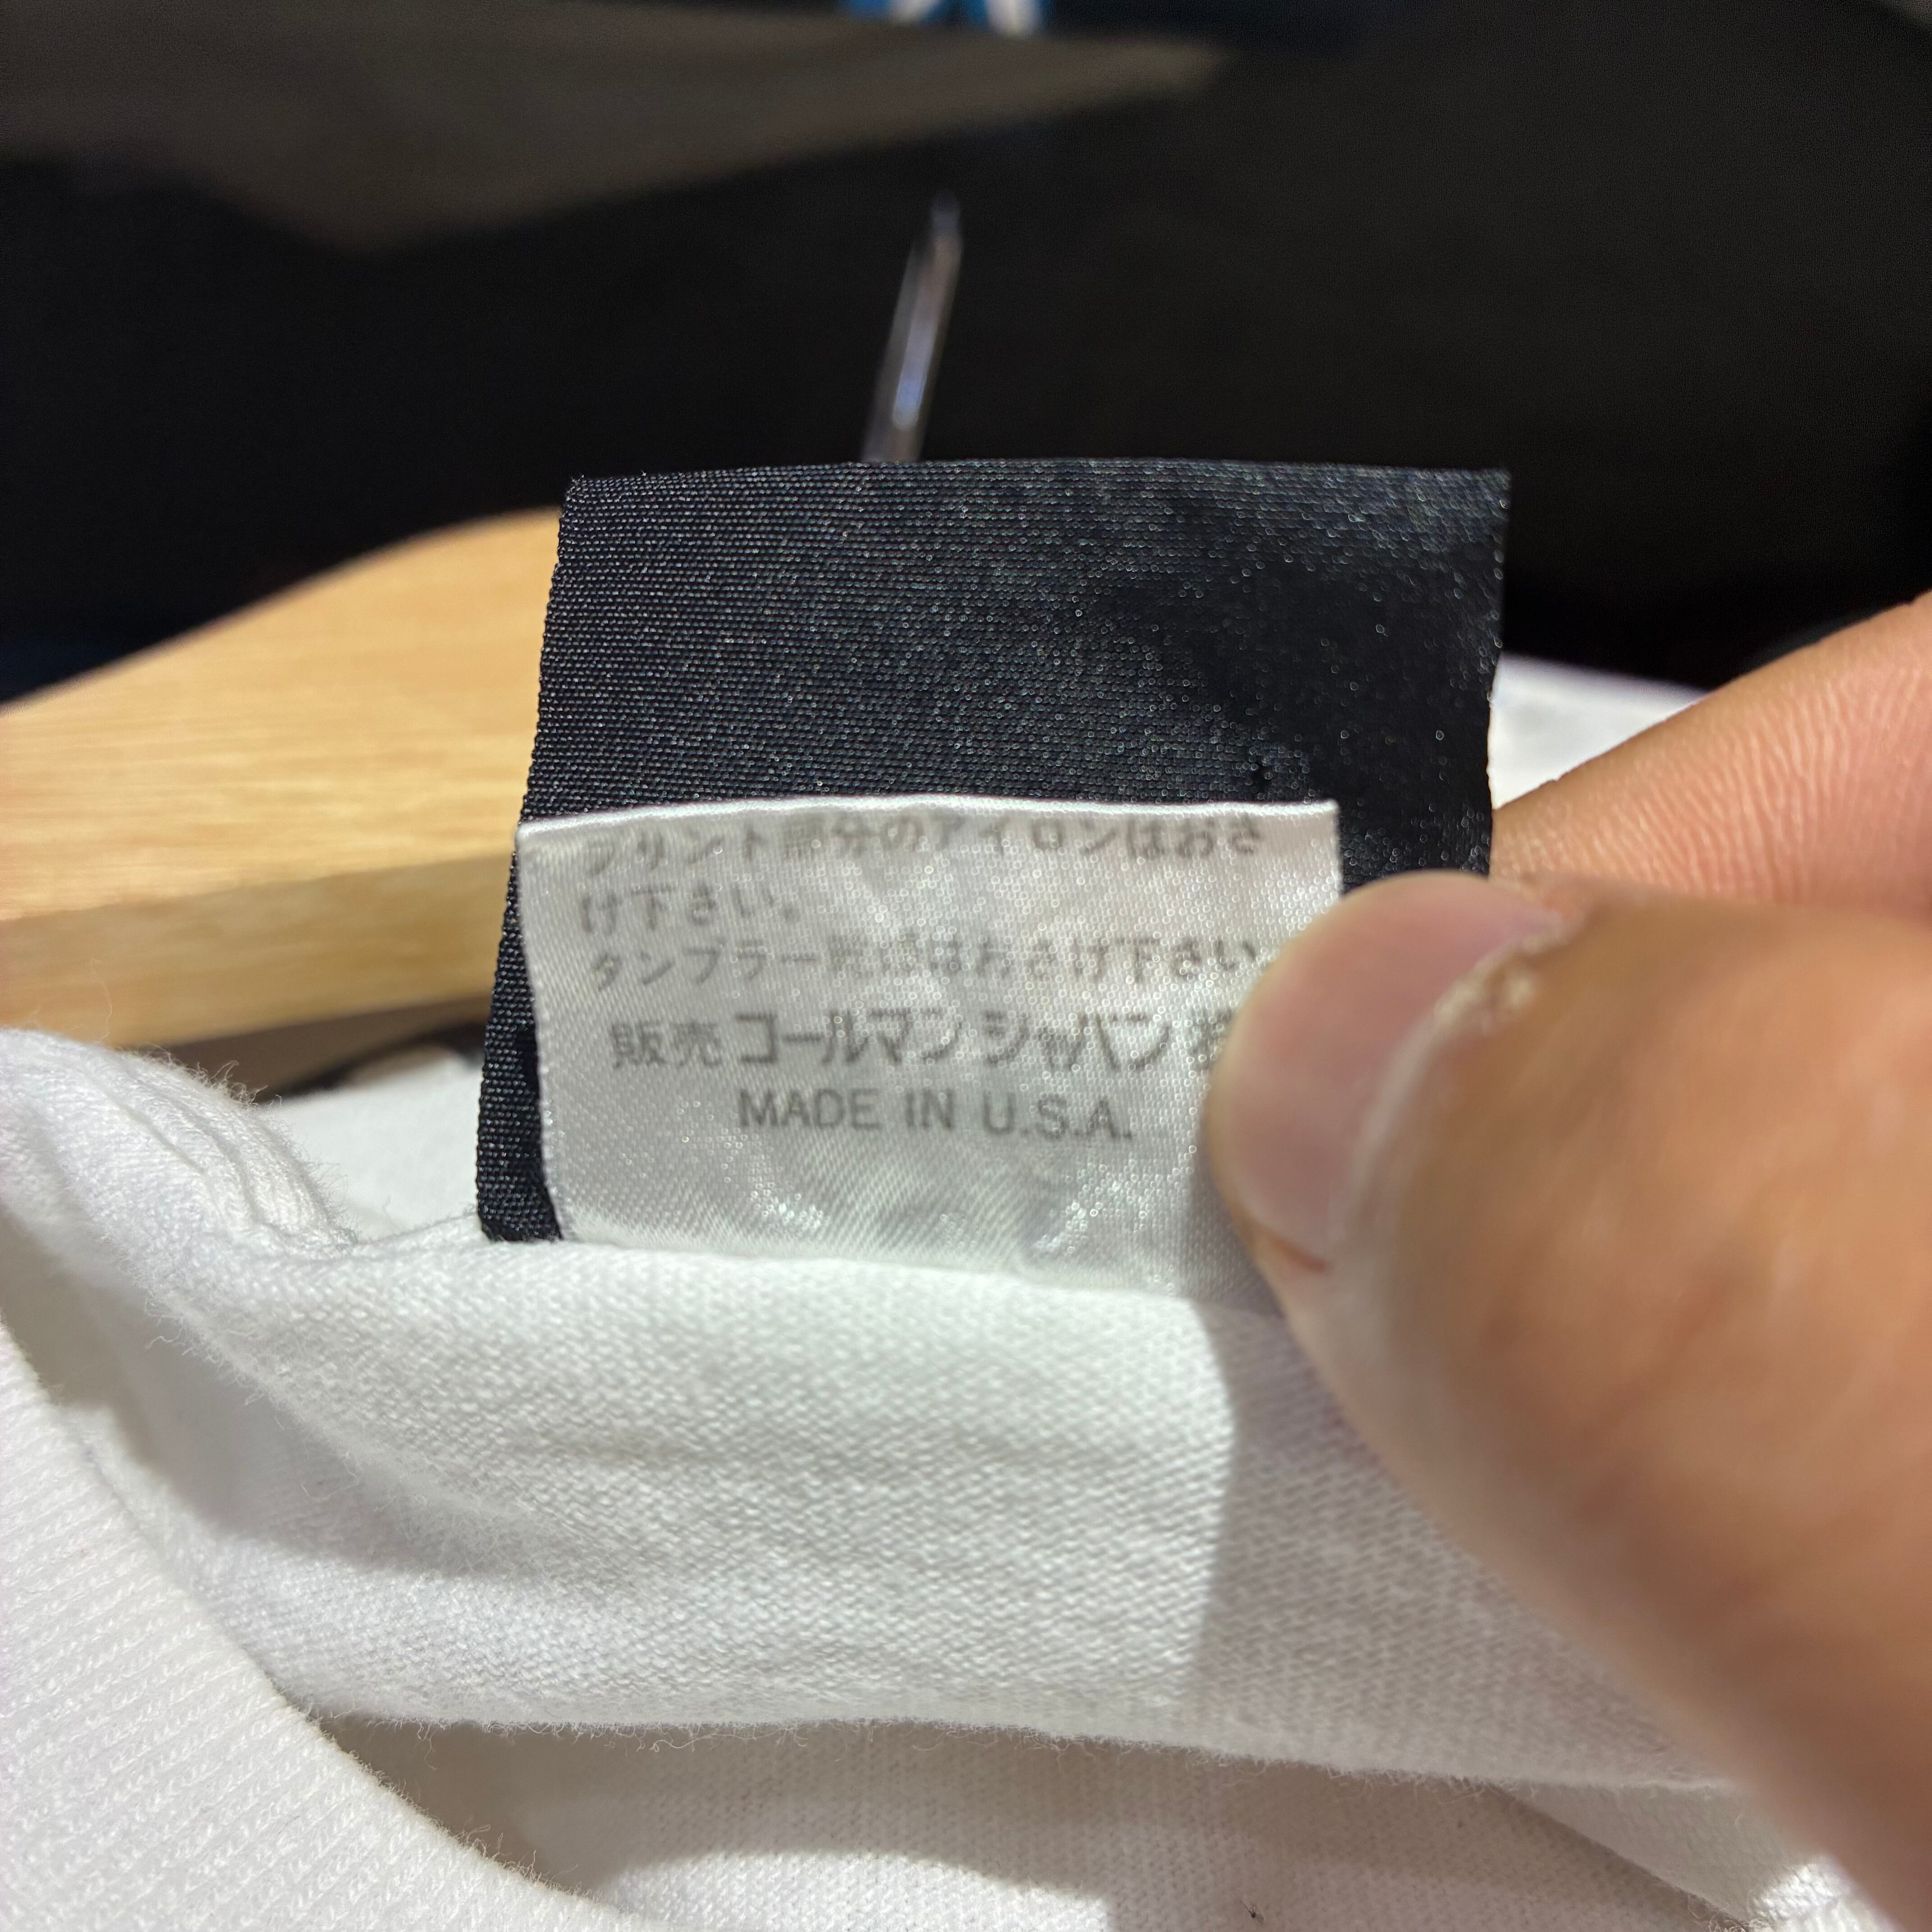 プリント部分のアイロンはおさ
け下さい。
タンブラー乾燥はおさけ下さい
販売 コールマン ジャパン 株
MADE IN U.S.A.